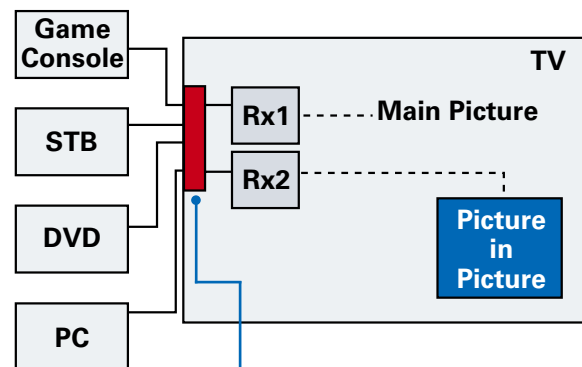 Game
Console
STB
DVD
PC
TV
Rx1
Main Picture
Rx2
Picture
in
Picture